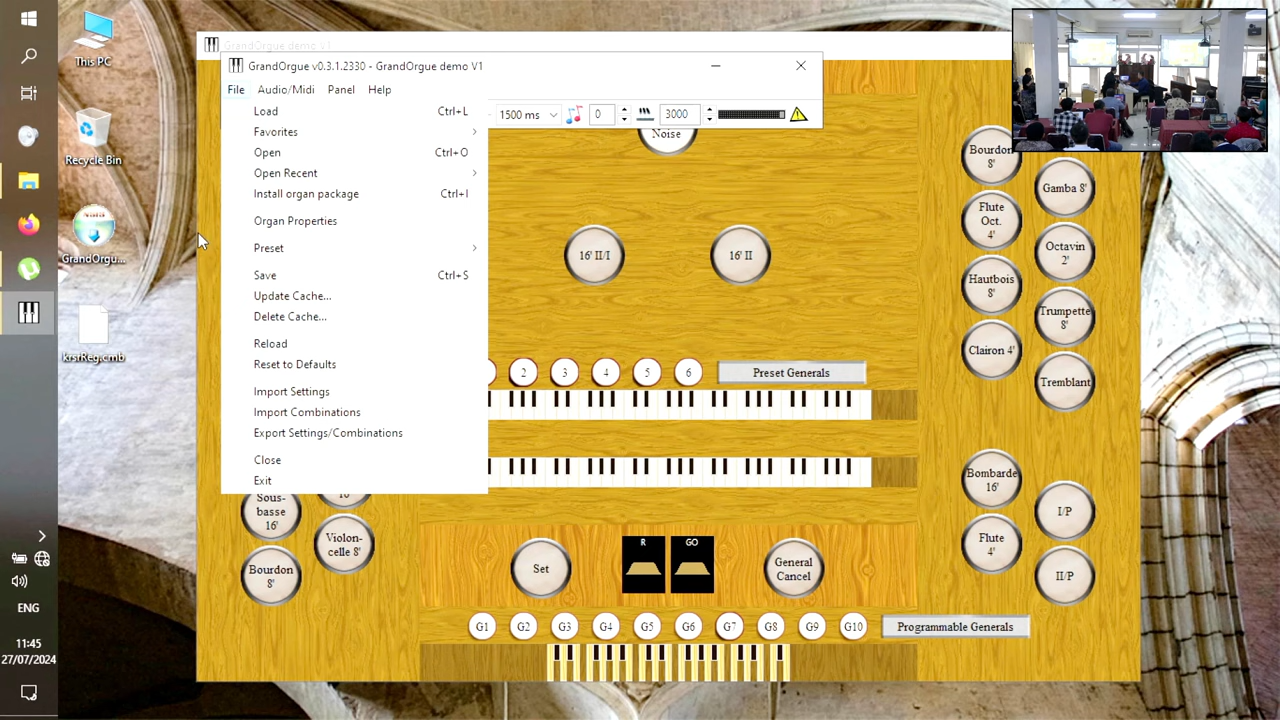 This PC
Recycle Bin
GrandOrgu...
krsrReg.cmb
ENG
11:45
27/07/2024
GrandOrgue demo V1
GrandOrgue v0.3.1.2330 - GrandOrgue demo V1
File Audio/Midi Panel Help
1500 ms 0 3000
Load Ctrl+L
Favorites
Open Ctrl+O
Open Recent
Install organ package Ctrl+I
Organ Properties
Preset
Save Ctrl+S
Update Cache...
Delete Cache...
Reload
Reset to Defaults
Import Settings
Import Combinations
Export Settings/Combinations
Close
Exit
Noise
16' II/I
16' II
2 3 4 5 6
Preset Generals
Bourdon
8'
Gamba 8'
Flute
Oct.
4'
Octavin
2'
Hautbois
8'
Trumpette
8'
Clairon 4'
Tremblant
Bombarde
16'
I/P
Flute
4'
II/P
Sous-
basse
16'
16'
Violon-
celle 8'
Bourdon
8'
Set
R
GO
General
Cancel
G1 G2 G3 G4 G5 G6 G7 G8 G9 G10
Programmable Generals